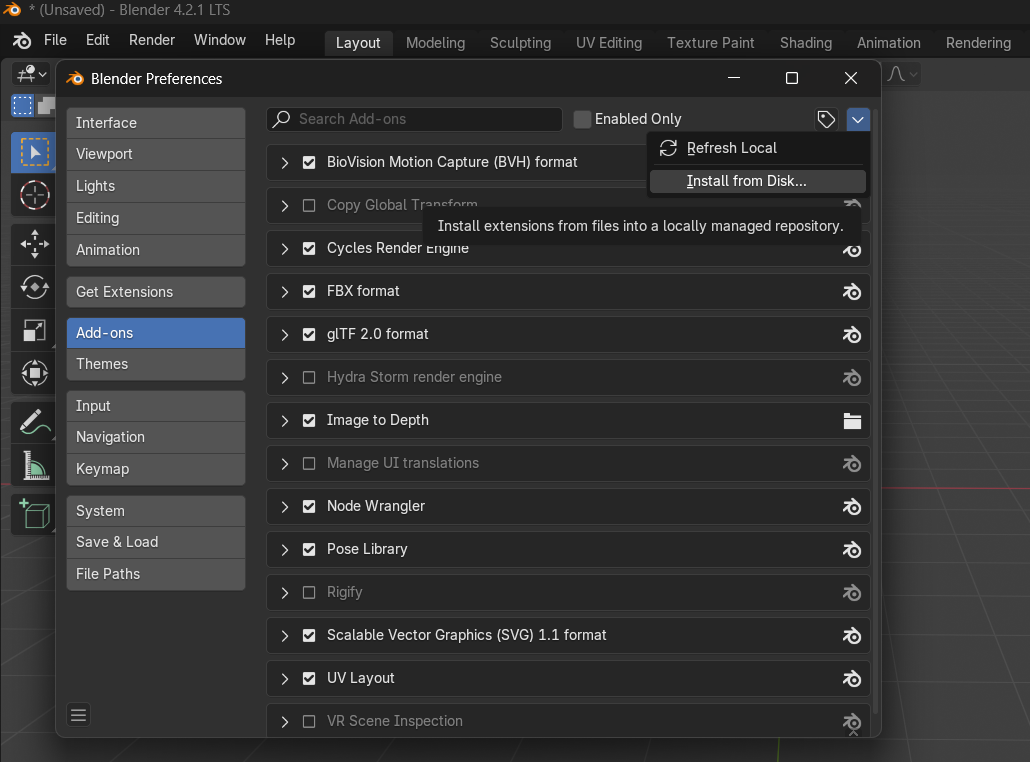 * (Unsaved) - Blender 4.2.1 LTS
File Edit Render Window Help Layout Modeling Sculpting UV Editing Texture Paint Shading Animation Rendering
Blender Preferences
Interface
Viewport
Lights
Editing
Animation
Get Extensions
Add-ons
Themes
Input
Navigation
Keymap
System
Save & Load
File Paths
Search Add-ons
Enabled Only
Refresh Local
Install from Disk...
Install extensions from files into a locally managed repository.
BioVision Motion Capture (BVH) format
Copy Global Transform
Cycles Render Engine
FBX format
glTF 2.0 format
Hydra Storm render engine
Image to Depth
Manage UI translations
Node Wrangler
Pose Library
Rigify
Scalable Vector Graphics (SVG) 1.1 format
UV Layout
VR Scene Inspection